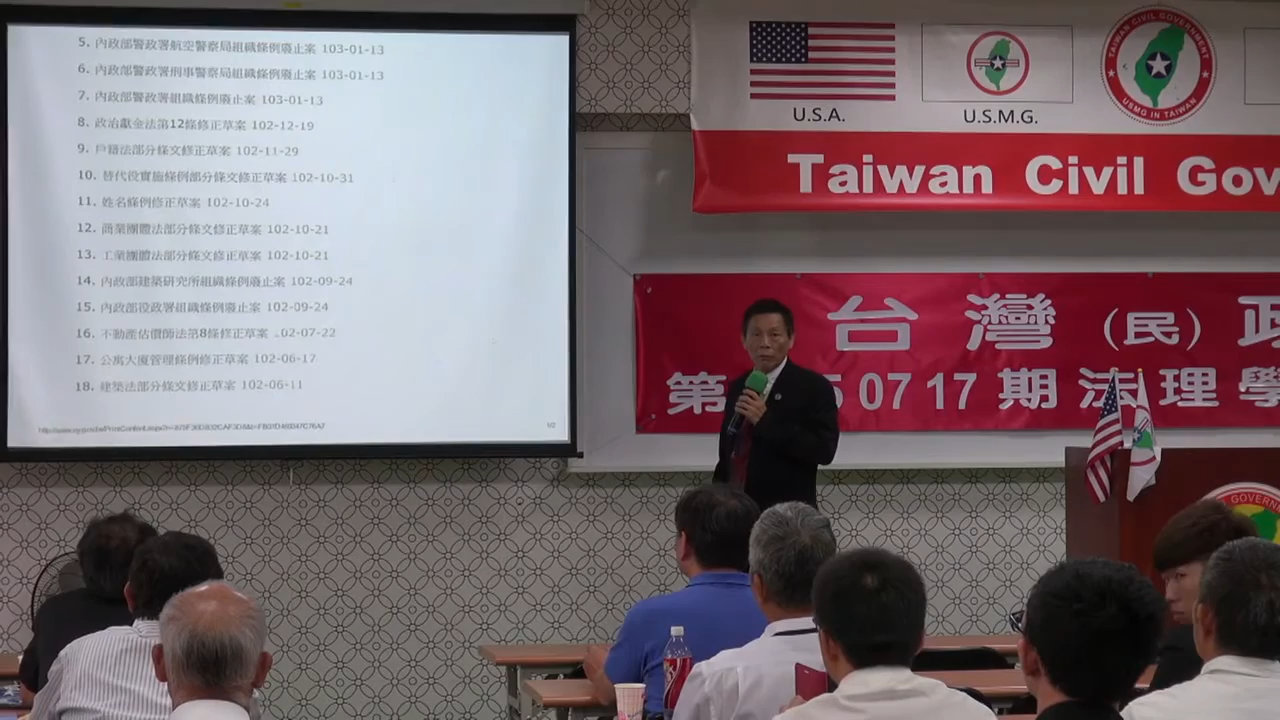 5. 內政部警政署航空警察局組織條例廢止案 103-01-13
6. 內政部警政署刑事警察局組織條例廢止案 103-01-13
7. 內政部警政署組織條例廢止案 103-01-13
8. 政治獻金法第12條修正草案 102-12-19
9. 戶籍法部分條文修正草案 102-11-29
10. 替代役實施條例部分條文修正草案 102-10-31
11. 姓名條例修正草案 102-10-24
12. 商業團體法部分條文修正草案 102-10-21
13. 工業團體法部分條文修正草案 102-10-21
14. 內政部建築研究所組織條例廢止案 102-09-24
15. 內政部役政署組織條例廢止案 102-09-24
16. 不動產估價師法第8條修正草案 102-07-22
17. 公寓大廈管理條例修正草案 102-06-17
18. 建築法部分條文修正草案 102-06-11
1/2
U.S.A.
U.S.M.G.
TAIWAN CIVIL GOVERNMENT
USMG IN TAIWAN
Taiwan Civil Gov
台灣(民)政
第 5 07 17 期法理學
GOVERNMENT